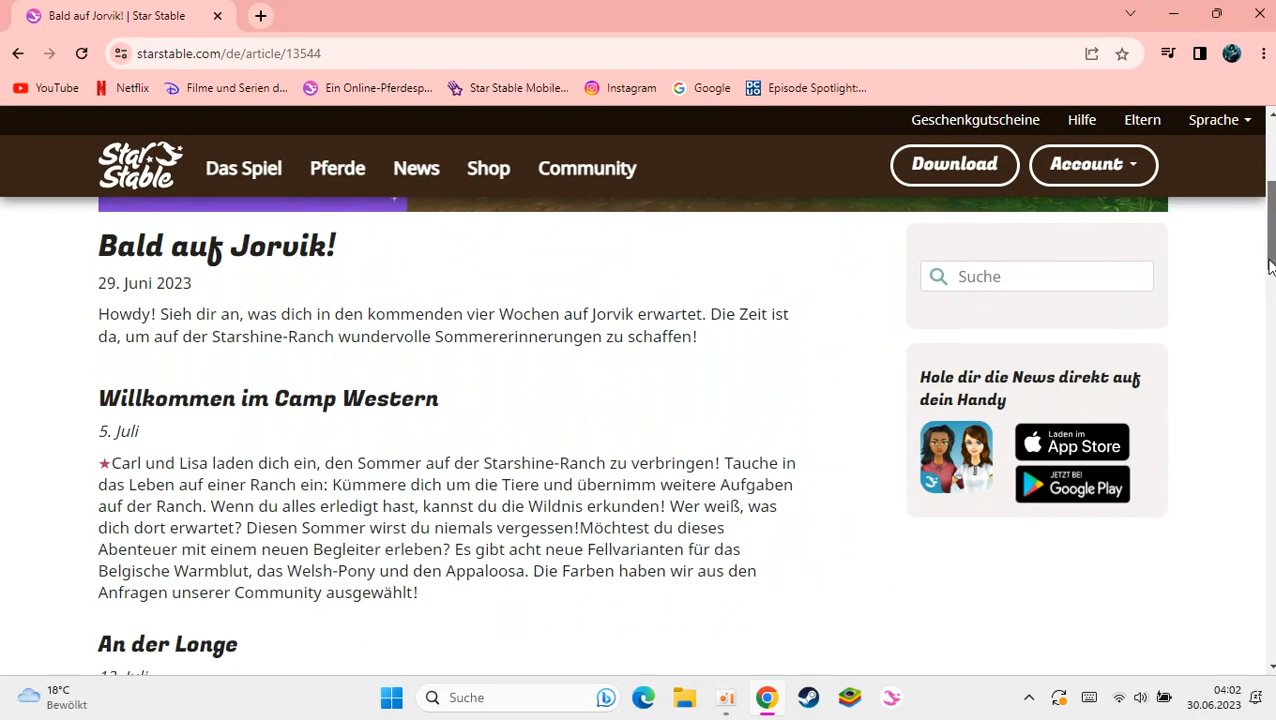 Bald auf Jorvik! | Star Stable
starstable.com/de/article/13544
YouTube
Netflix
Filme und Serien d...
Ein Online-Pferdesp...
Star Stable Mobile...
Instagram
Google
Episode Spotlight:...
Geschenkgutscheine
Hilfe
Eltern
Sprache
Star Stable
Das Spiel
Pferde
News
Shop
Community
Download
Account
Bald auf Jorvik!
29. Juni 2023
Howdy! Sieh dir an, was dich in den kommenden vier Wochen auf Jorvik erwartet. Die Zeit ist
da, um auf der Starshine-Ranch wundervolle Sommererinnerungen zu schaffen!
Willkommen im Camp Western
5. Juli
★Carl und Lisa laden dich ein, den Sommer auf der Starshine-Ranch zu verbringen! Tauche in
das Leben auf einer Ranch ein: Kümmere dich um die Tiere und übernimm weitere Aufgaben
auf der Ranch. Wenn du alles erledigt hast, kannst du die Wildnis erkunden! Wer weiß, was
dich dort erwartet? Diesen Sommer wirst du niemals vergessen!Möchtest du dieses
Abenteuer mit einem neuen Begleiter erleben? Es gibt acht neue Fellvarianten für das
Belgische Warmblut, das Welsh-Pony und den Appaloosa. Die Farben haben wir aus den
Anfragen unserer Community ausgewählt!
An der Longe
Suche
Hole dir die News direkt auf
dein Handy
Laden im
App Store
JETZT BEI
Google Play
18°C
Bewölkt
Suche
04:02
30.06.2023